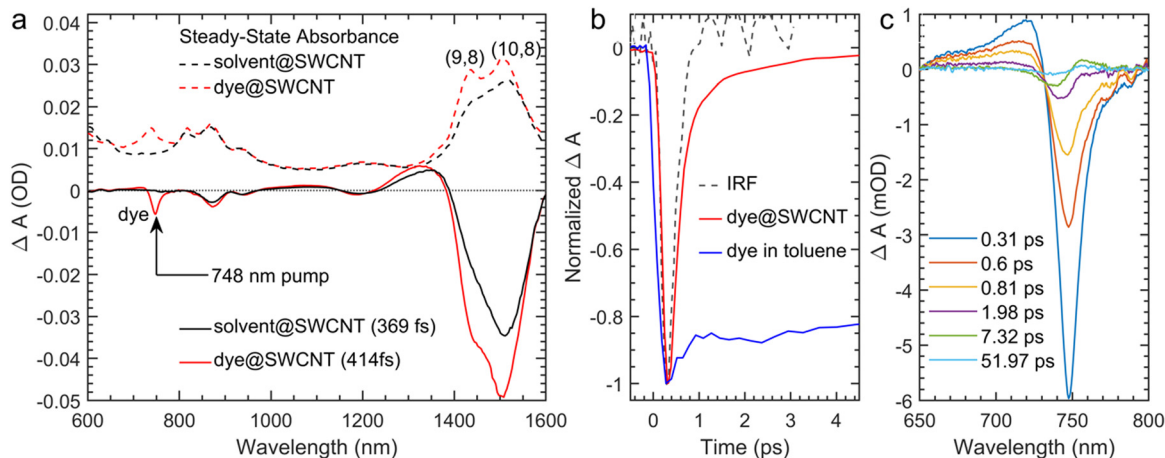 a
Steady-State Absorbance
solvent@SWCNT
dye@SWCNT
(9,8)
(10,8)
0.04
0.03
0.02
0.01
0
-0.01
-0.02
-0.03
-0.04
-0.05
Δ A (OD)
dye
748 nm pump
solvent@SWCNT (369 fs)
dye@SWCNT (414fs)
600 800 1000 1200 1400 1600
Wavelength (nm)
b
0
-0.2
-0.4
-0.6
-0.8
-1
Normalized Δ A
IRF
dye@SWCNT
dye in toluene
0 1 2 3 4
Time (ps)
c
1
0
-1
-2
-3
-4
-5
-6
Δ A (mOD)
0.31 ps
0.6 ps
0.81 ps
1.98 ps
7.32 ps
51.97 ps
650 700 750 800
Wavelength (nm)